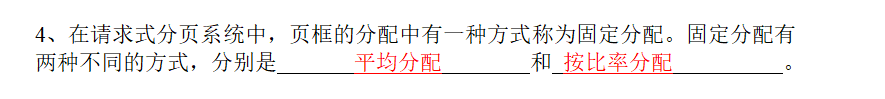 4、在请求式分页系统中，页框的分配中有一种方式称为固定分配。固定分配有
两种不同的方式，分别是_______平均分配________和_按比率分配__________。